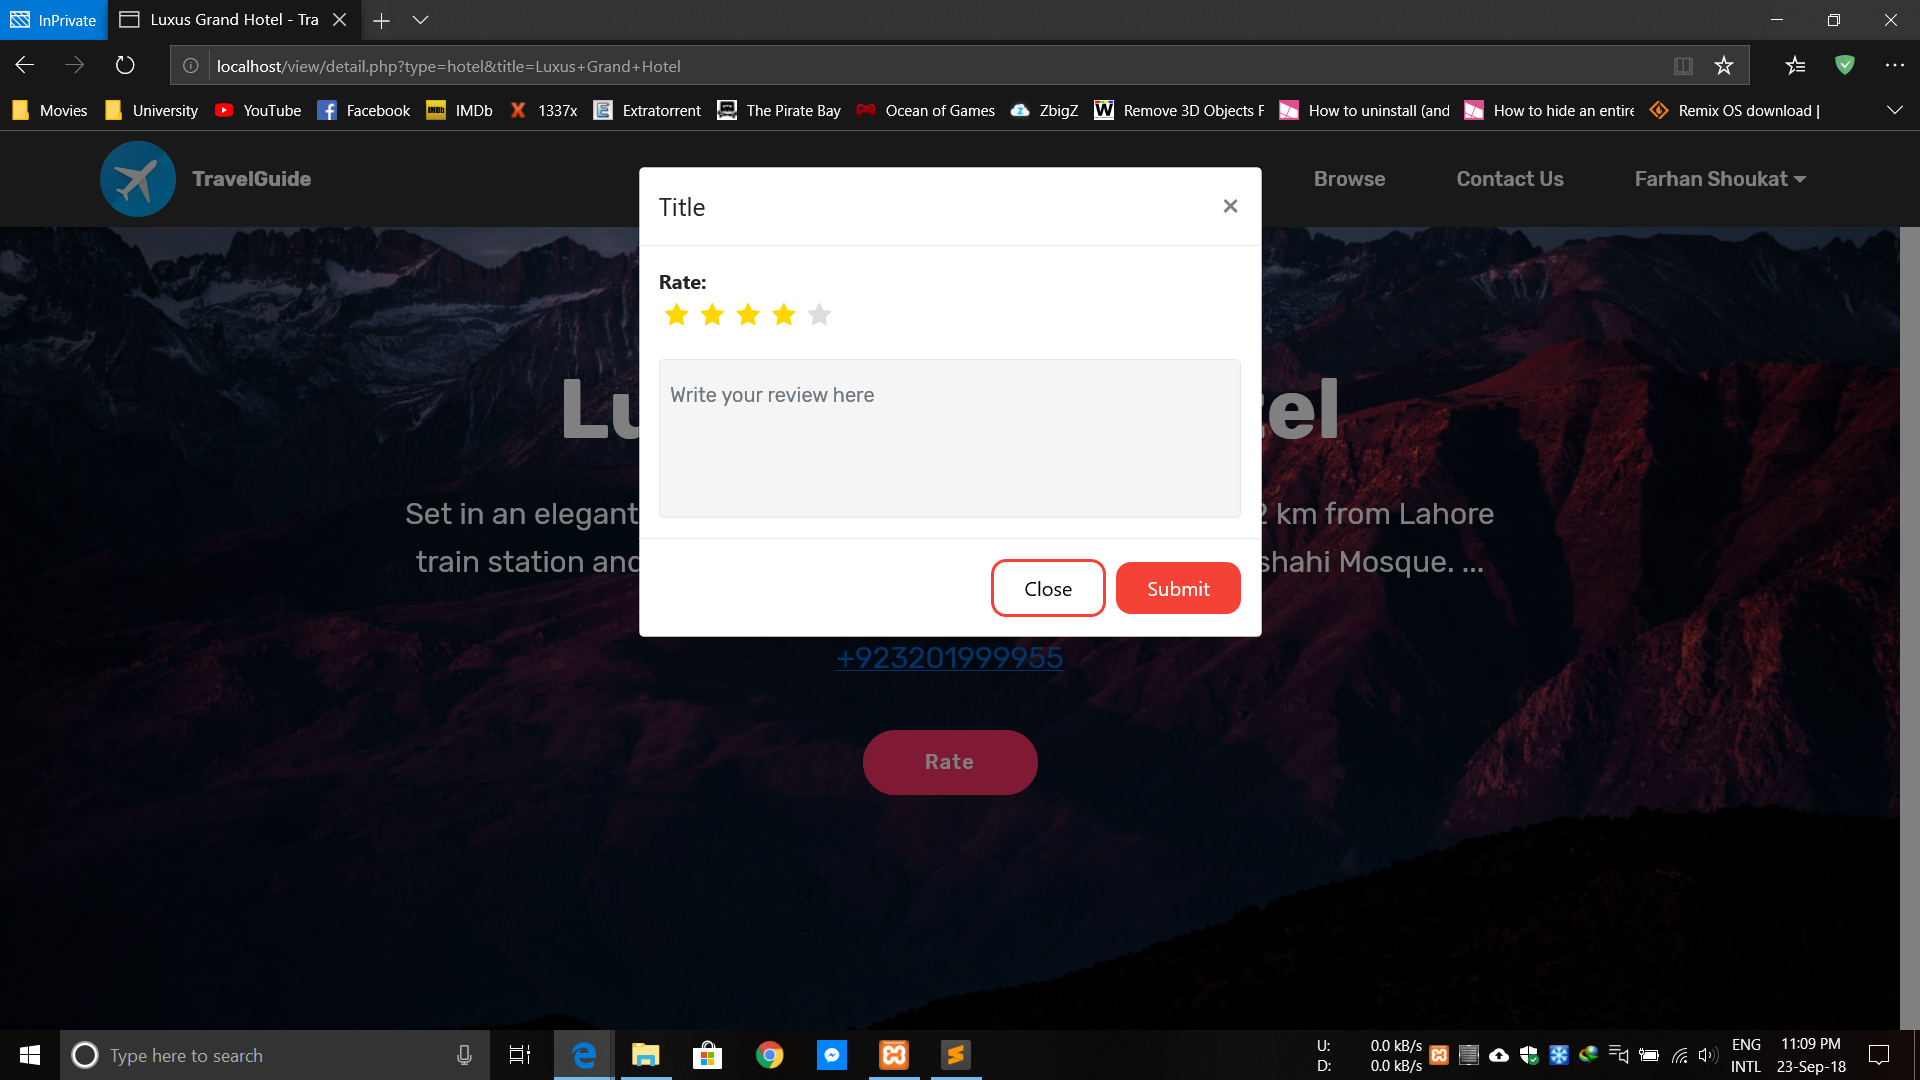 InPrivate
Luxus Grand Hotel - Tra
localhost/view/detail.php?type=hotel&title=Luxus+Grand+Hotel
Movies University YouTube Facebook IMDb 1337x Extratorrent The Pirate Bay Ocean of Games ZbigZ Remove 3D Objects F How to uninstall (and How to hide an entire Remix OS download |
TravelGuide
Browse Contact Us Farhan Shoukat
Title
×
Rate:
Write your review here
Lu tel
Set in an elegant 2 km from Lahore
train station and shahi Mosque. ...
Close Submit
+923201999955
Rate
Type here to search
U: 0.0 kB/s
D: 0.0 kB/s
ENG
INTL
11:09 PM
23-Sep-18